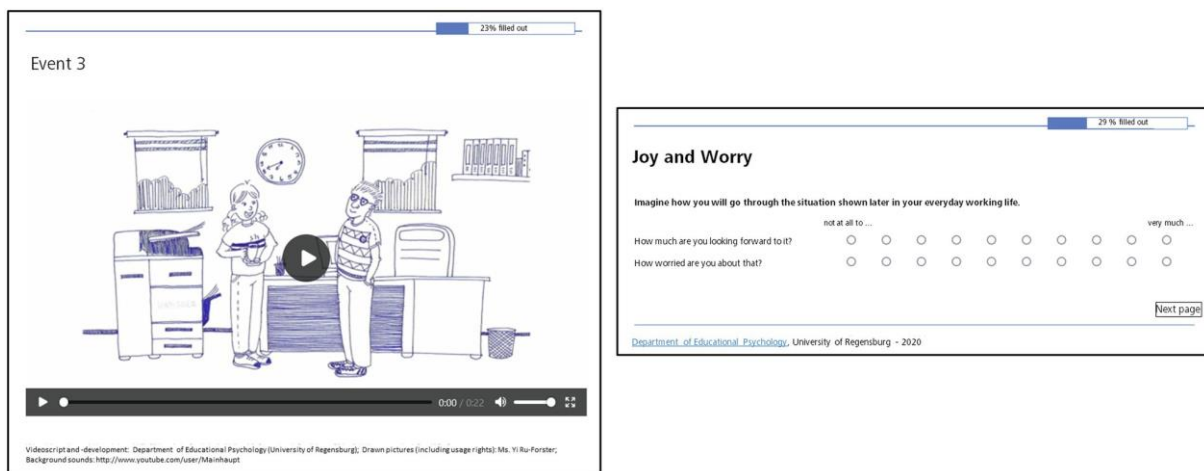 23% filled out
Event 3
0:00 / 0:22
Videoscript and -development: Department of Educational Psychology (University of Regensburg); Drawn pictures (including usage rights): Ms. Yi Ru-Forster;
Background sounds: http://www.youtube.com/user/Mainhaupt
29 % filled out
Joy and Worry
Imagine how you will go through the situation shown later in your everyday working life.
not at all to ... very much ...
How much are you looking forward to it?
How worried are you about that?
Next page
Department of Educational Psychology, University of Regensburg - 2020